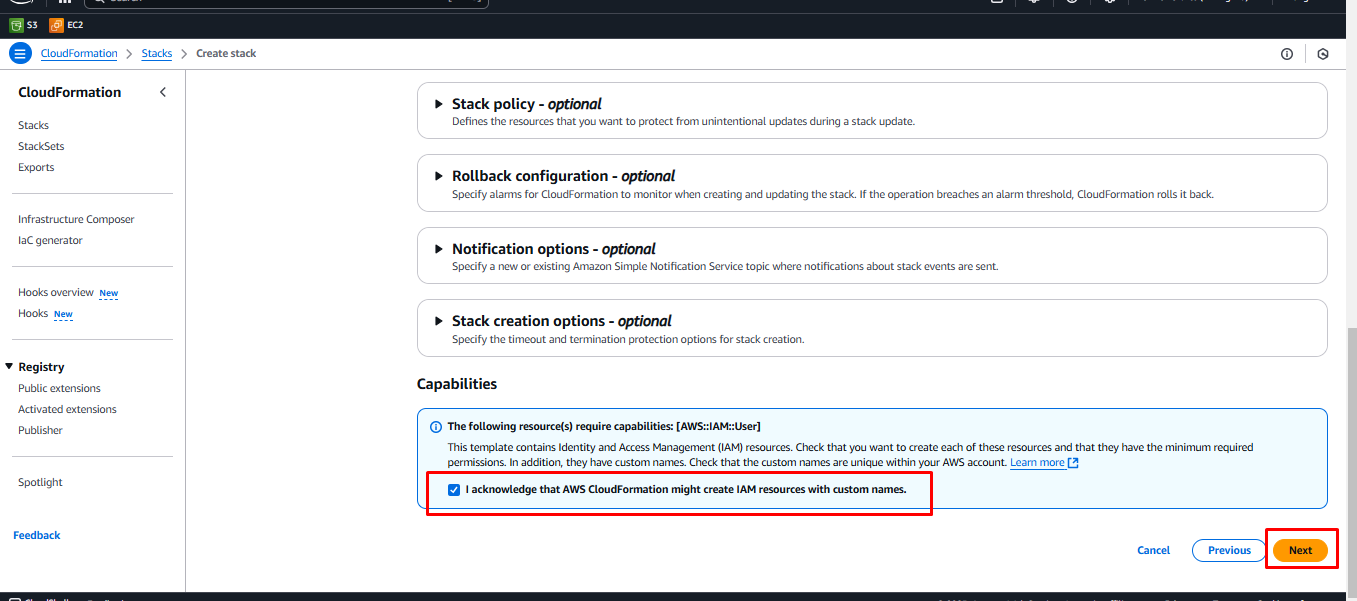 S3 EC2
CloudFormation > Stacks > Create stack
CloudFormation
Stacks
StackSets
Exports
Infrastructure Composer
IaC generator
Hooks overview New
Hooks New
Registry
Public extensions
Activated extensions
Publisher
Spotlight
Feedback
Stack policy - optional
Defines the resources that you want to protect from unintentional updates during a stack update.
Rollback configuration - optional
Specify alarms for CloudFormation to monitor when creating and updating the stack. If the operation breaches an alarm threshold, CloudFormation rolls it back.
Notification options - optional
Specify a new or existing Amazon Simple Notification Service topic where notifications about stack events are sent.
Stack creation options - optional
Specify the timeout and termination protection options for stack creation.
Capabilities
The following resource(s) require capabilities: [AWS::IAM::User]
This template contains Identity and Access Management (IAM) resources. Check that you want to create each of these resources and that they have the minimum required
permissions. In addition, they have custom names. Check that the custom names are unique within your AWS account. Learn more
I acknowledge that AWS CloudFormation might create IAM resources with custom names.
Cancel Previous Next